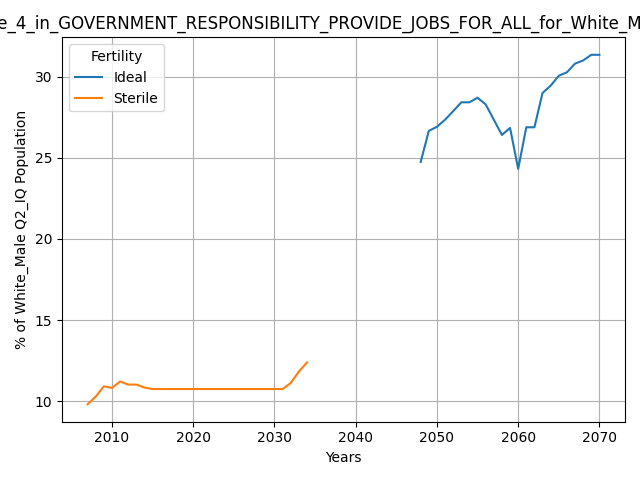 e_4_in_GOVERNMENT_RESPONSIBILITY_PROVIDE_JOBS_FOR_ALL_for_White_M
Fertility
Ideal
Sterile
% of White_Male Q2_IQ Population
30
25
20
15
10
2010 2020 2030 2040 2050 2060 2070
Years